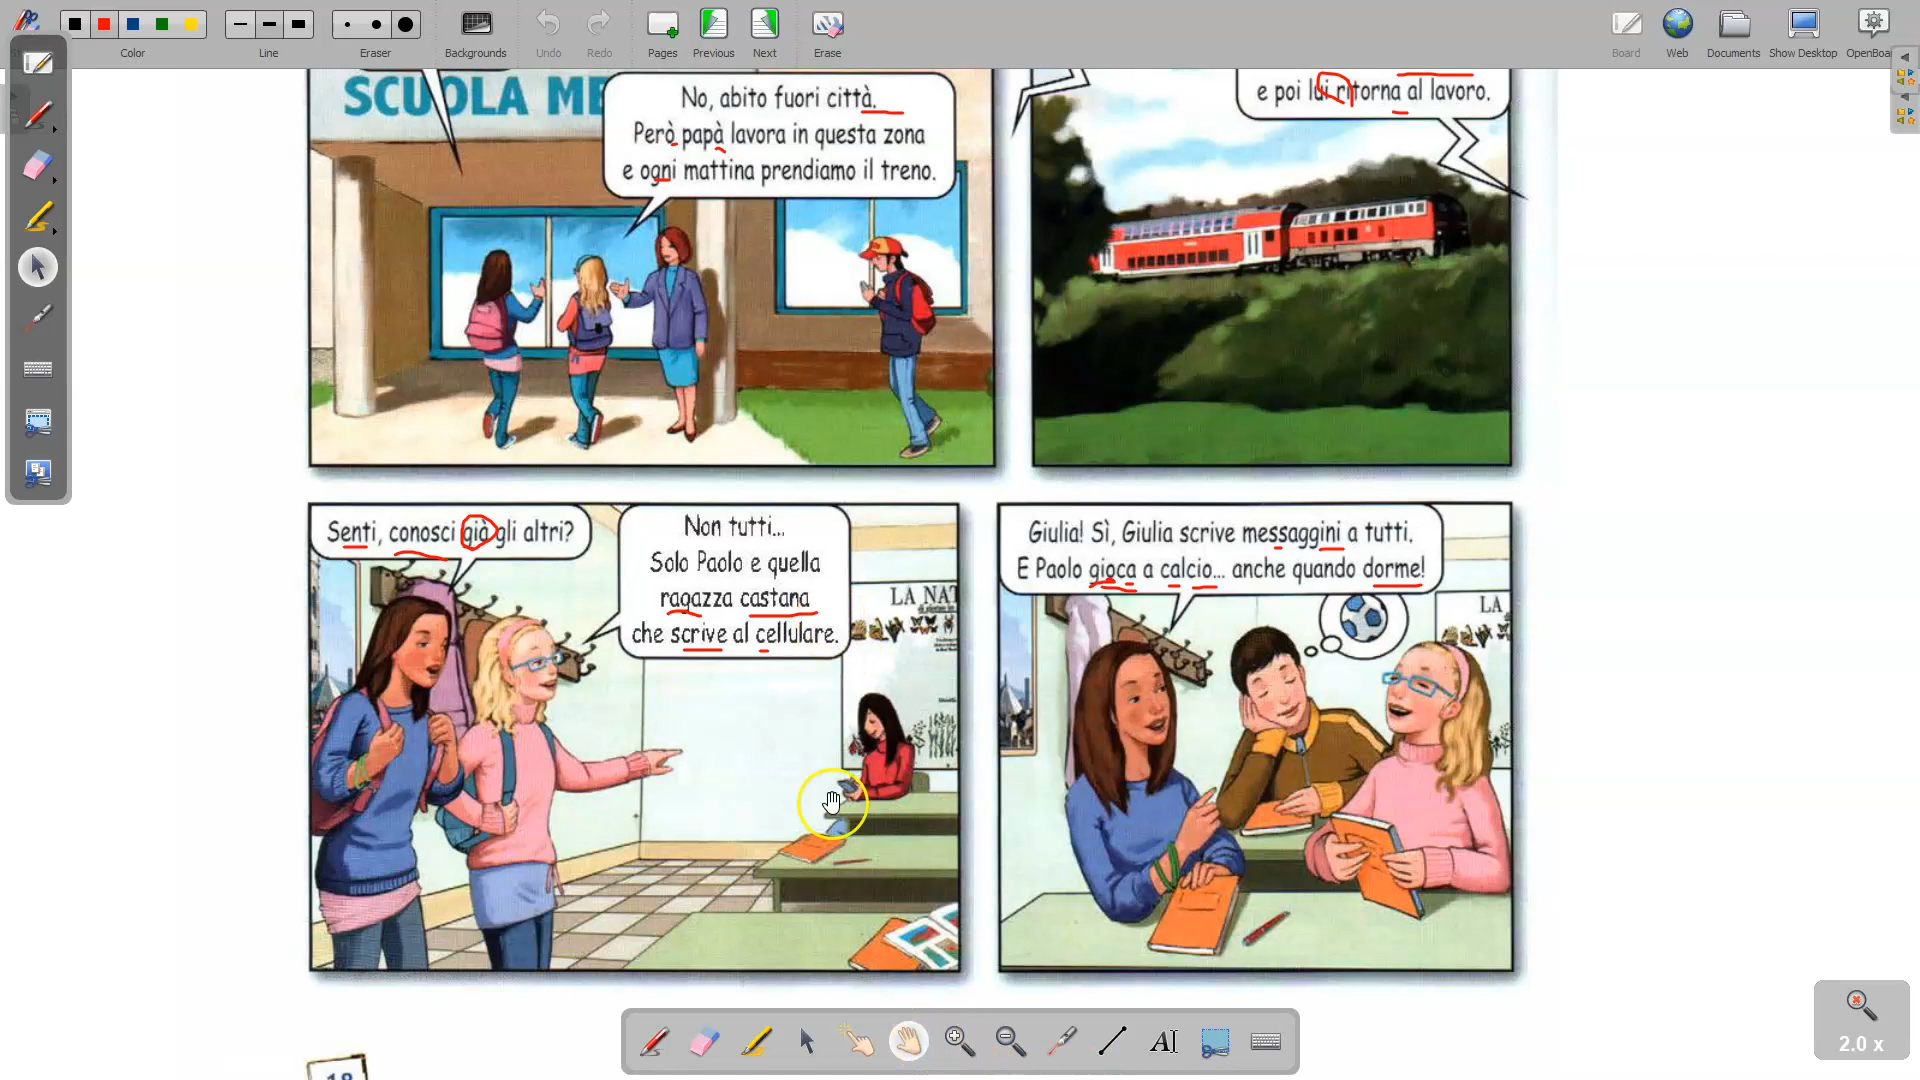 Color
Line
Eraser
Backgrounds
Undo
Redo
Pages
Previous
Next
Erase
Board
Web
Documents
Show Desktop
SCUOLA
No, abito fuori città.
Però papà lavora in questa zona
e ogni mattina prendiamo il treno.
e poi lui ritorna al lavoro.
Senti, conosci già gli altri?
Non tutti...
Solo Paolo e quella
ragazza castana
che scrive al cellulare.
LA NAT
Giulia! Sì, Giulia scrive messaggini a tutti.
E Paolo gioca a calcio... anche quando dorme!
LA
18
2.0 x